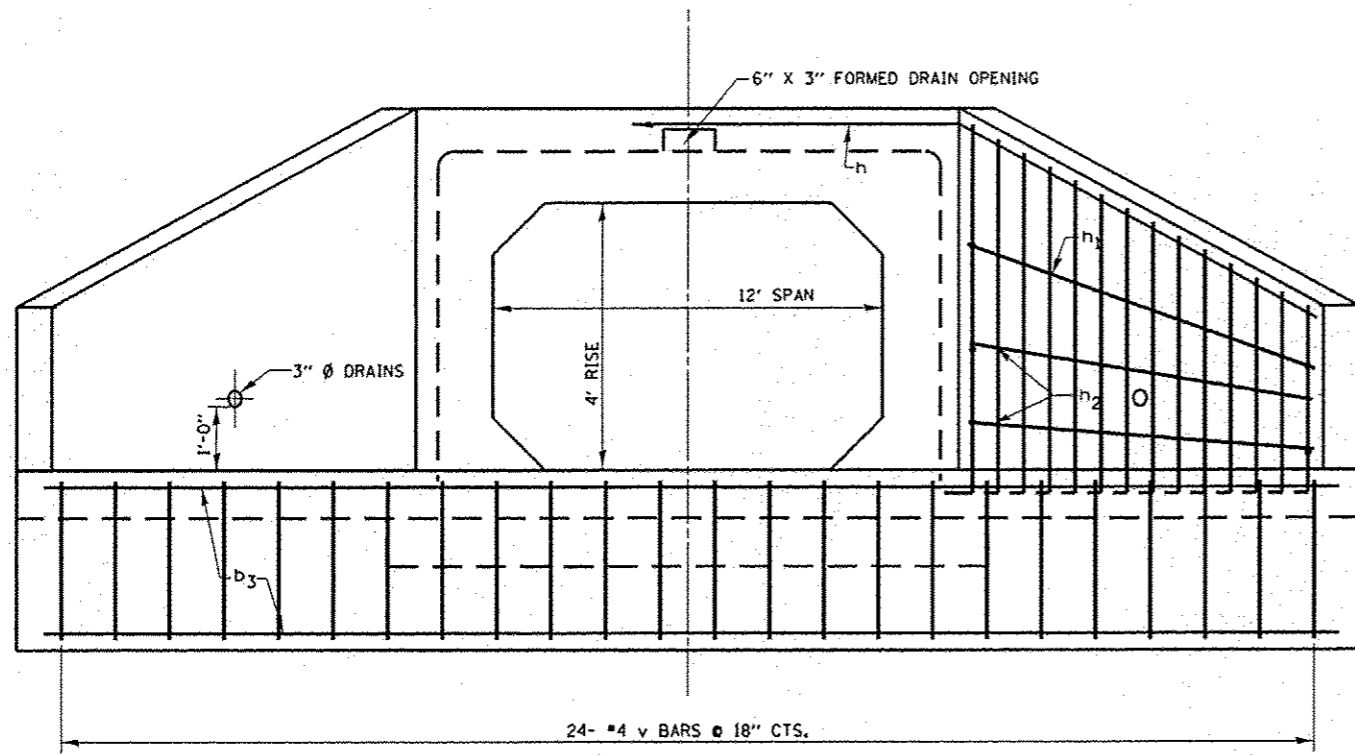 6" X 3" FORMED DRAIN OPENING
h
h1
12' SPAN
4' RISE
3" Ø DRAINS
h2
1'-0"
b3
24- #4 v BARS @ 18" CTS.